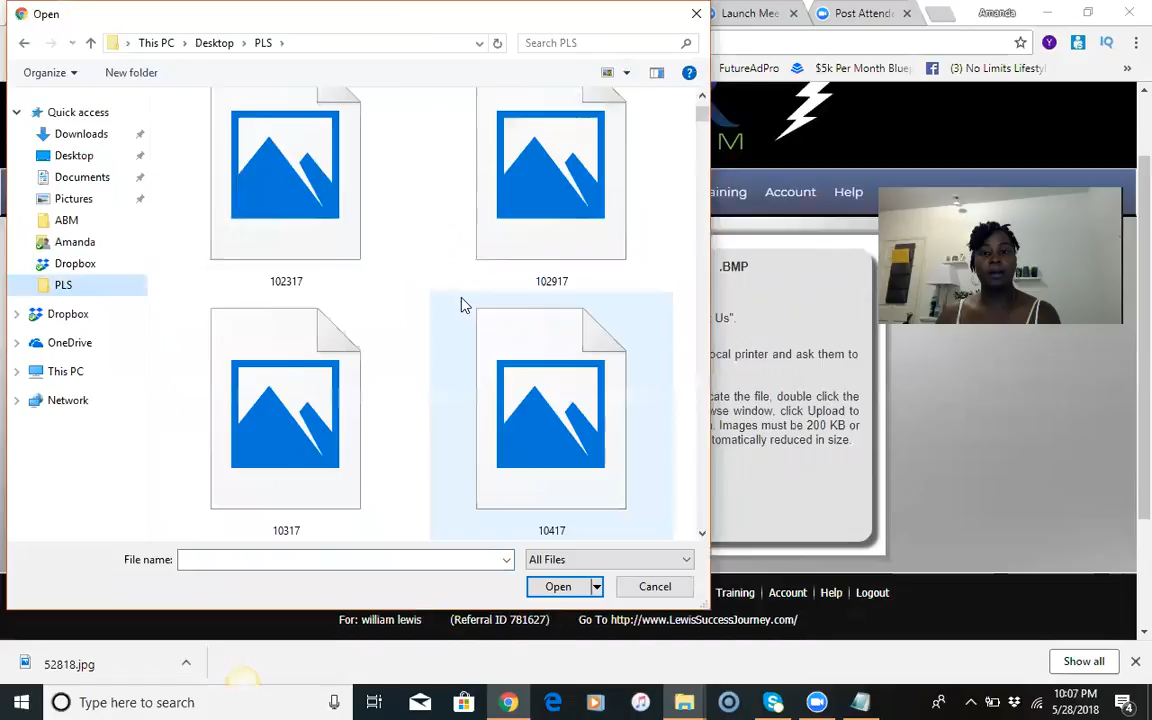 Open
Launch Mee
Post Attend
Amanda
This PC
Desktop
PLS
Search PLS
Organize
New folder
FutureAdPro
$5k Per Month Blue
(3) No Limits Lifesty
»
Quick access
Downloads
Desktop
Documents
Pictures
ABM
Amanda
Dropbox
PLS
Dropbox
OneDrive
This PC
Network
102317
102917
10317
10417
M
aining
Account
Help
.BMP
Us".
ocal printer and ask them to
cate the file, double click the
wse window, click Upload to
. Images must be 200 KB or
tomatically reduced in size.
File name:
All Files
Open
Cancel
Training
Account
Help
Logout
For: william lewis
(Referral ID 781627)
Go To http://www.LewisSuccessJourney.com/
52818.jpg
Show all
Type here to search
10:07 PM
5/28/2018
4